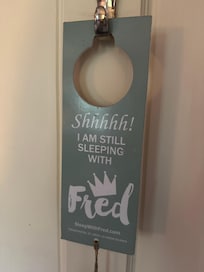 Shhhhh!
I AM STILL
SLEEPING
WITH
Fred
SleepWithFred.com